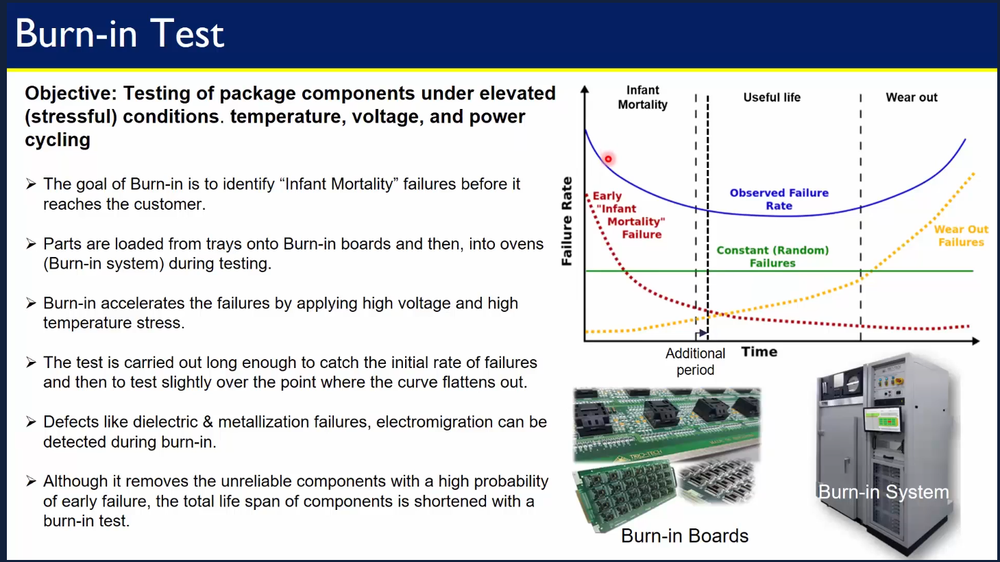 Burn-in Test
Objective: Testing of package components under elevated
(stressful) conditions. temperature, voltage, and power
cycling
➢ The goal of Burn-in is to identify “Infant Mortality” failures before it
reaches the customer.
➢ Parts are loaded from trays onto Burn-in boards and then, into ovens
(Burn-in system) during testing.
➢ Burn-in accelerates the failures by applying high voltage and high
temperature stress.
➢ The test is carried out long enough to catch the initial rate of failures
and then to test slightly over the point where the curve flattens out.
➢ Defects like dielectric & metallization failures, electromigration can be
detected during burn-in.
➢ Although it removes the unreliable components with a high probability
of early failure, the total life span of components is shortened with a
burn-in test.
Infant
Mortality
Useful life
Wear out
Failure Rate
Observed Failure
Rate
Early
"Infant
Mortality"
Failure
Wear Out
Failures
Constant (Random)
Failures
Additional
period
Time
TRIO-TECH
Burn-in Boards
Burn-in System